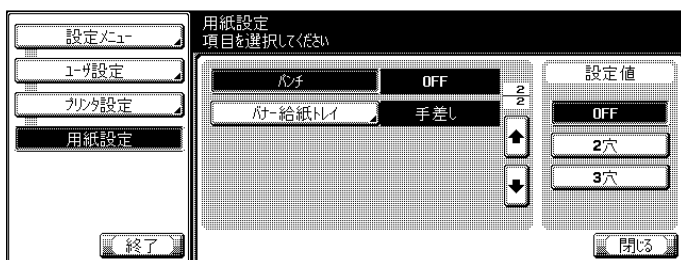 設定メニュー
ユーザ設定
プリンタ設定
用紙設定
終了
用紙設定
項目を選択してください
パンチ OFF
バナー給紙トレイ 手差し
2
2
設定値
OFF
2穴
3穴
閉じる